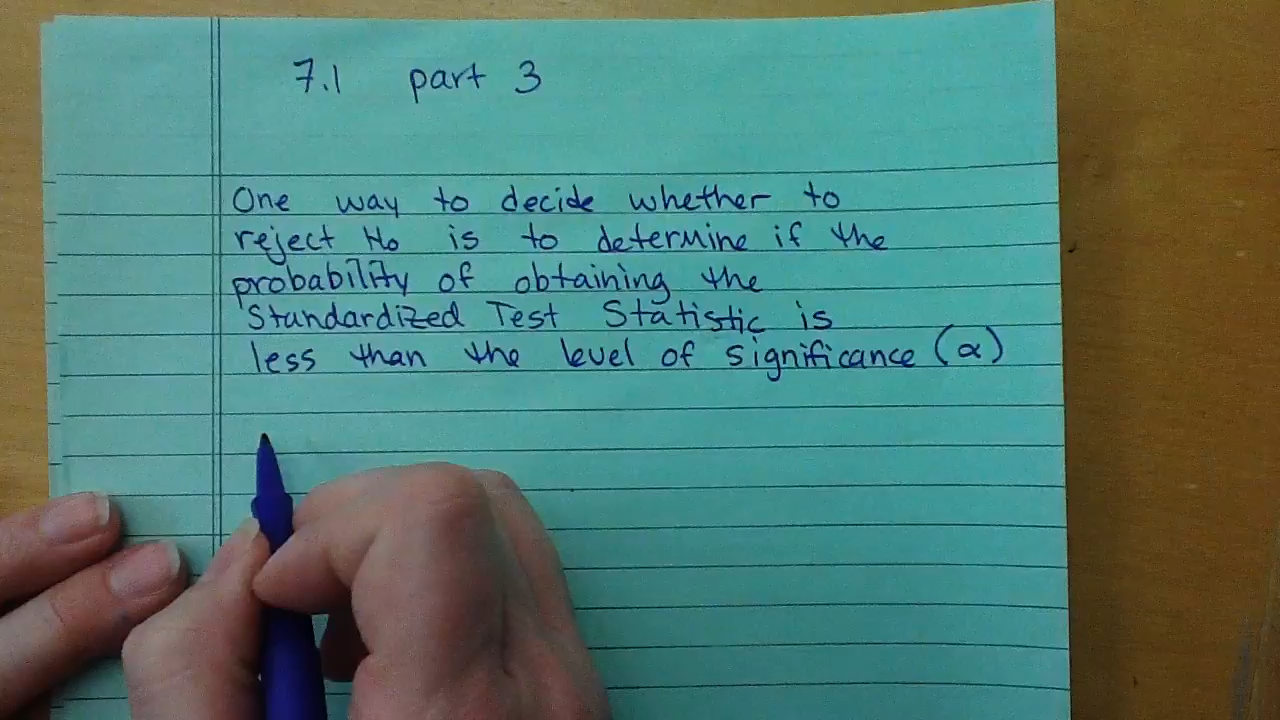 7.1 part 3
One way to decide whether to
reject Ho is to determine if the
probability of obtaining the
Standardized Test Statistic is
less than the level of significance (α)